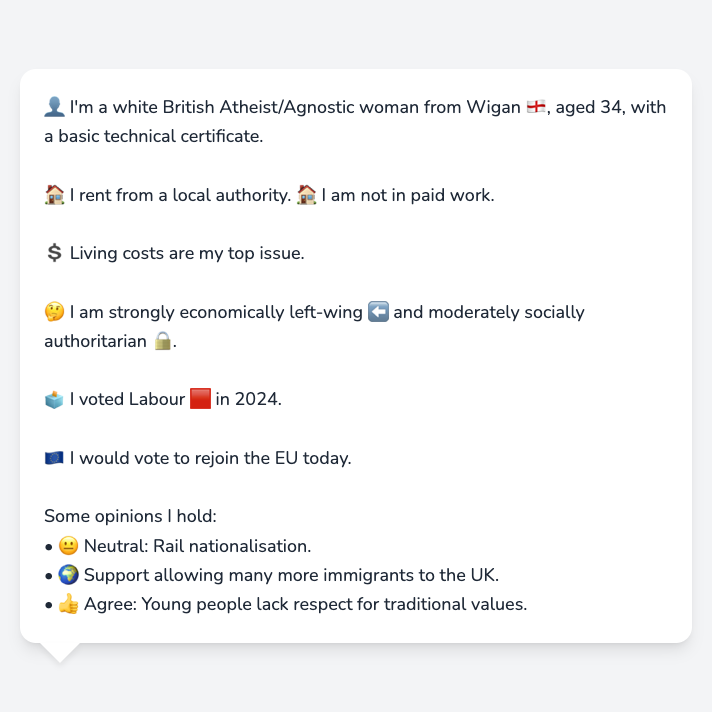 👤 I'm a white British Atheist/Agnostic woman from Wigan 🏴󠁧󠁢󠁥󠁮󠁧󠁿, aged 34, with
a basic technical certificate.
🏠 I rent from a local authority. 🏠 I am not in paid work.
💲 Living costs are my top issue.
🤔 I am strongly economically left-wing ⬅️ and moderately socially
authoritarian 🔒.
🗳️ I voted Labour 🟥 in 2024.
🇪🇺 I would vote to rejoin the EU today.
Some opinions I hold:
• 😐 Neutral: Rail nationalisation.
• 🌍 Support allowing many more immigrants to the UK.
• 👍 Agree: Young people lack respect for traditional values.